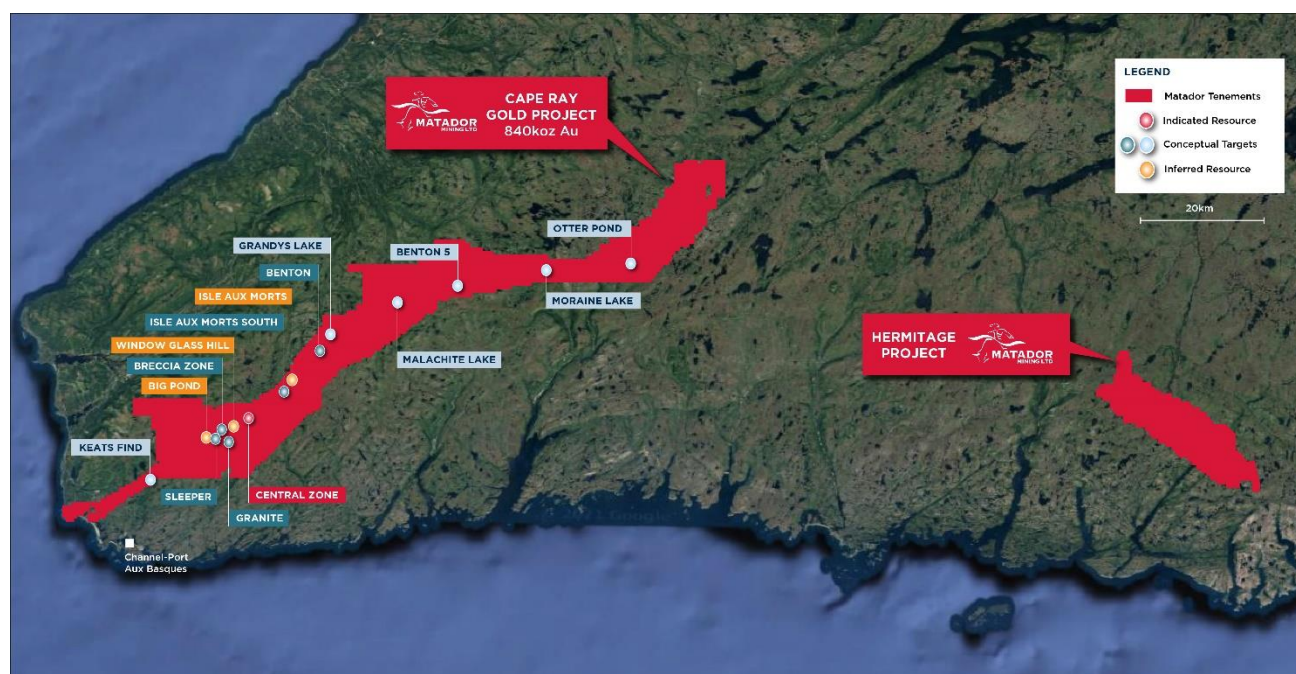 MATADOR
MINING LTD
CAPE RAY
GOLD PROJECT
840koz Au
LEGEND
Matador Tenements
Indicated Resource
Conceptual Targets
Inferred Resource
20km
OTTER POND
GRANDYS LAKE
BENTON 5
BENTON
ISLE AUX MORTS
MORAINE LAKE
ISLE AUX MORTS SOUTH
HERMITAGE
PROJECT
MATADOR
MINING LTD
WINDOW GLASS HILL
MALACHITE LAKE
BRECCIA ZONE
BIG POND
KEATS FIND
SLEEPER
CENTRAL ZONE
GRANITE
Channel-Port
Aux Basques